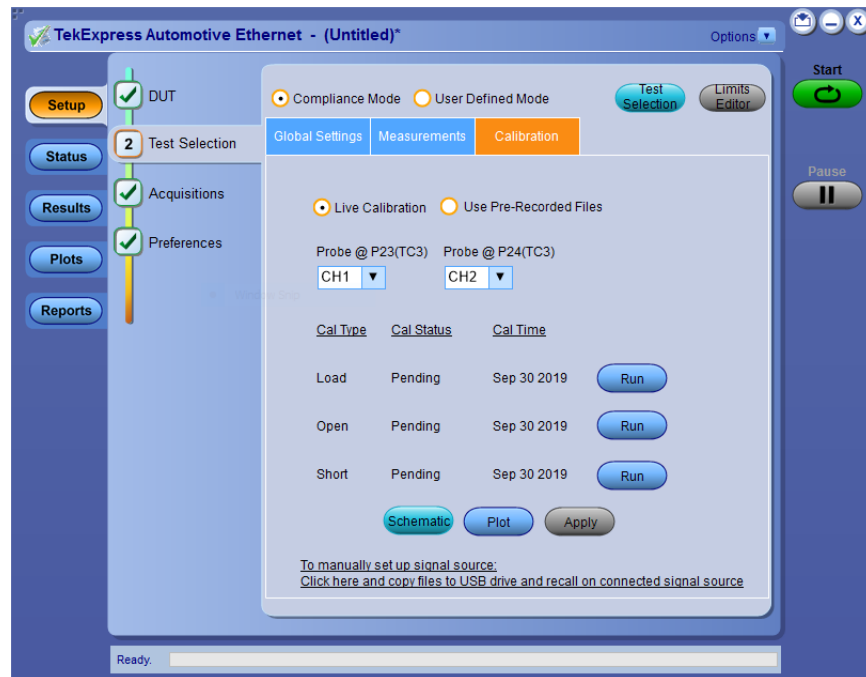 TekExpress Automotive Ethernet - (Untitled)*
Options
Start
Pause
Setup
Status
Results
Plots
Reports
DUT
2 Test Selection
Acquisitions
Preferences
Compliance Mode User Defined Mode
Test Selection
Limits Editor
Global Settings Measurements Calibration
Live Calibration Use Pre-Recorded Files
Probe @ P23(TC3) Probe @ P24(TC3)
CH1 CH2
Cal Type Cal Status Cal Time
Load Pending Sep 30 2019 Run
Open Pending Sep 30 2019 Run
Short Pending Sep 30 2019 Run
Schematic Plot Apply
To manually set up signal source:
Click here and copy files to USB drive and recall on connected signal source
Ready.